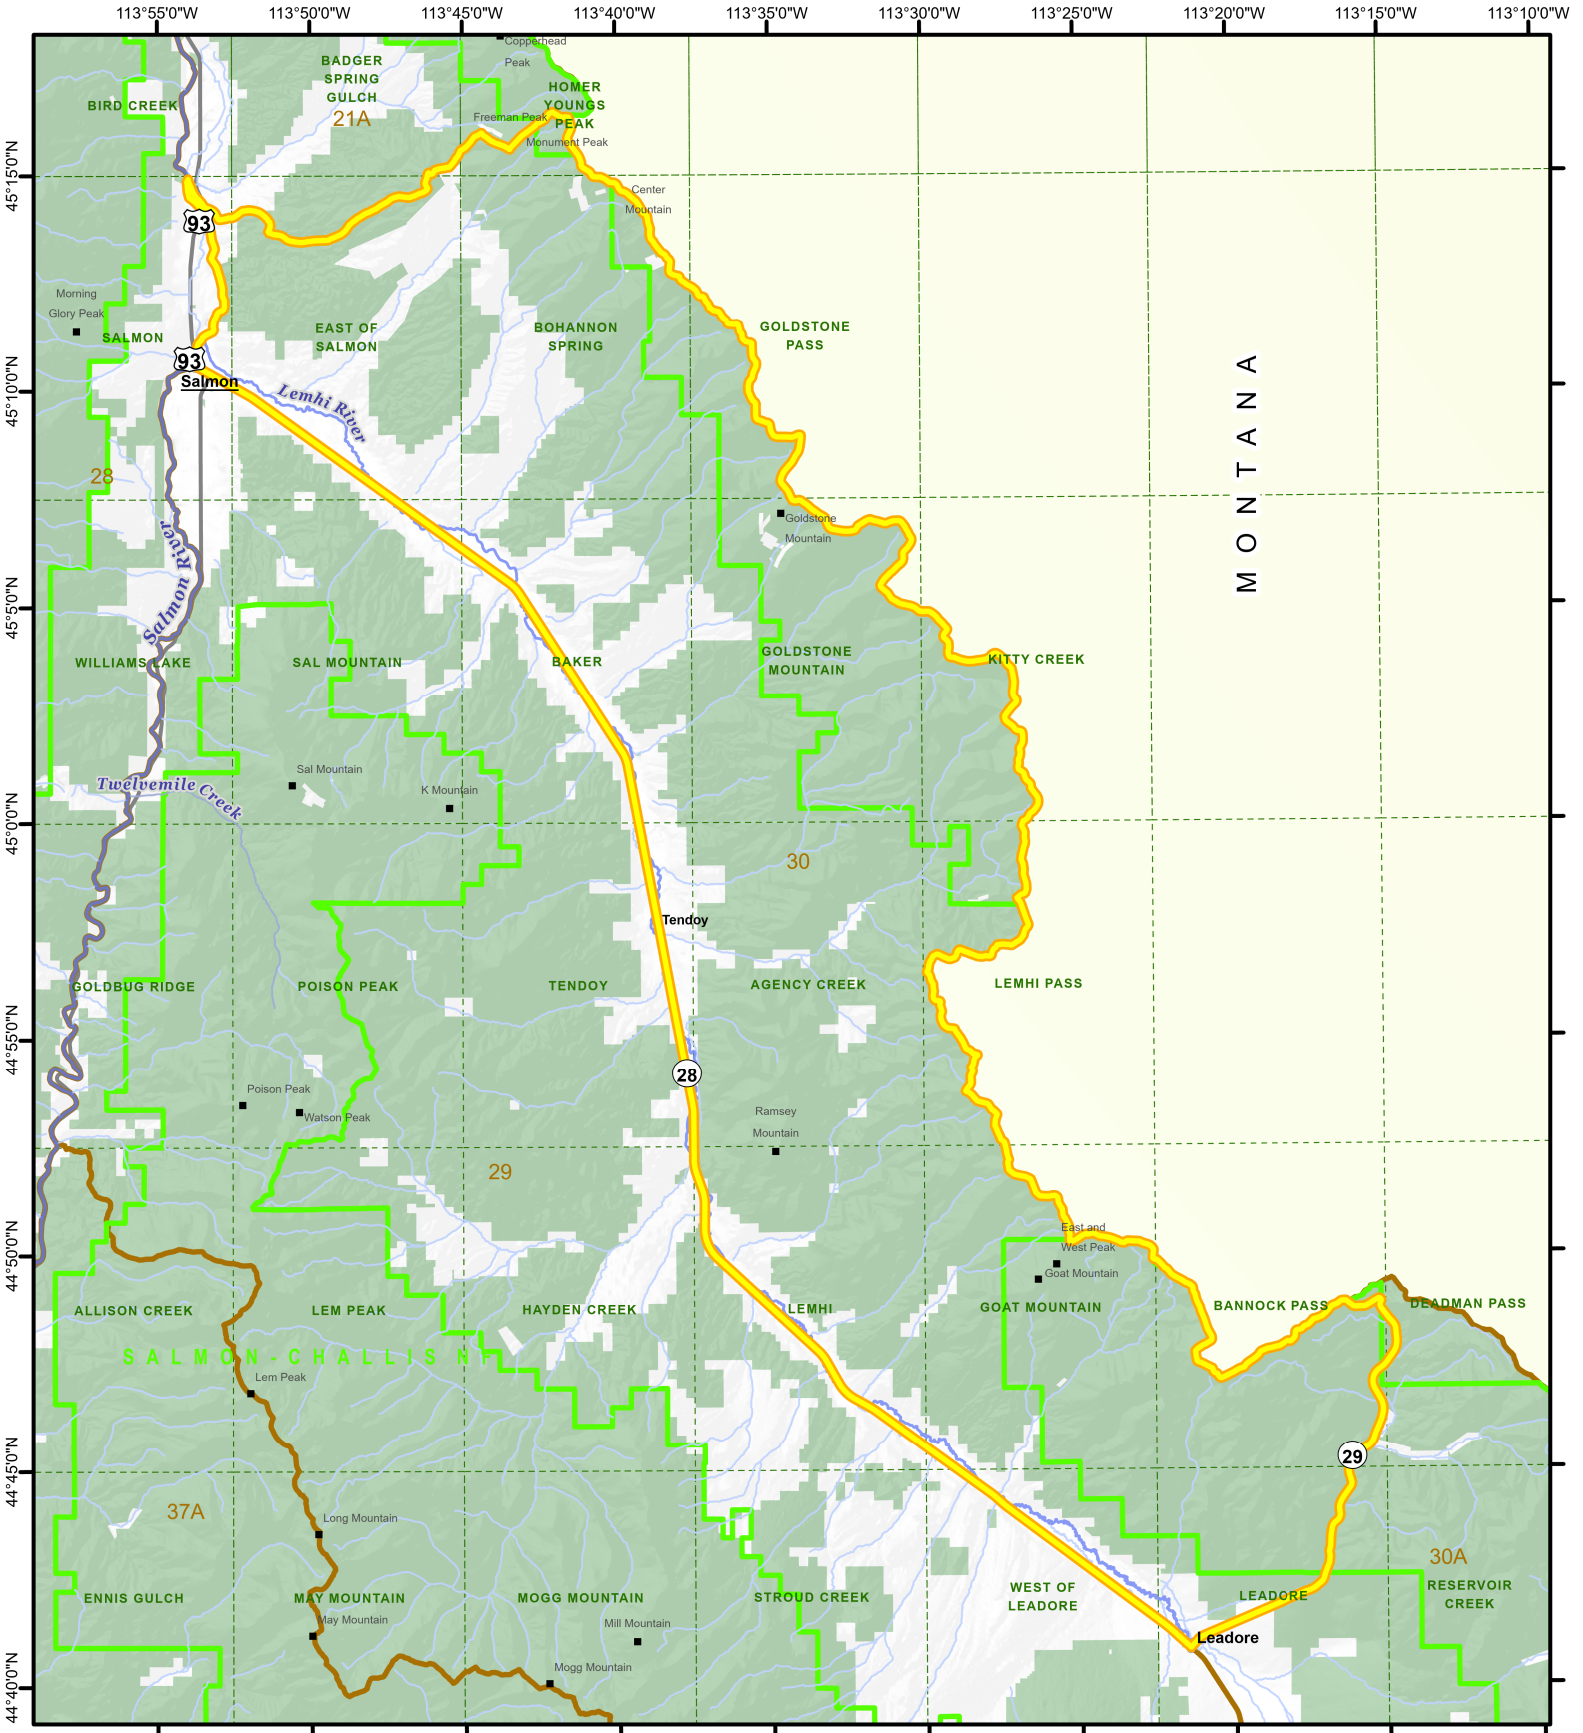 113°55'0"W
113°50'0"W
113°45'0"W
113°40'0"W
113°35'0"W
113°30'0"W
113°25'0"W
113°20'0"W
113°15'0"W
113°10'0"W
Copperhead
Peak
BADGER
SPRING
GULCH
21A
HOMER
YOUNGS
PEAK
BIRD CREEK
Freeman Peak
Monument Peak
45°15'0"N
Center
Mountain
93
Morning
Glory Peak
SALMON
EAST OF
SALMON
BOHANNON
SPRING
GOLDSTONE
PASS
93
Salmon
45°10'0"N
Lemhi River
MONTANA
28
Goldstone
Mountain
Salmon River
45°5'0"N
WILLIAMS LAKE
SAL MOUNTAIN
BAKER
GOLDSTONE
MOUNTAIN
KITTY CREEK
Sal Mountain
K Mountain
Twelvemile Creek
45°0'0"N
30
Tendoy
GOLDBUG RIDGE
POISON PEAK
TENDOY
AGENCY CREEK
LEMHI PASS
44°55'0"N
28
Poison Peak
Watson Peak
Ramsey
Mountain
29
East and
West Peak
Goat Mountain
44°50'0"N
ALLISON CREEK
LEM PEAK
HAYDEN CREEK
LEMHI
GOAT MOUNTAIN
BANNOCK PASS
DEADMAN PASS
SALMON-CHALLIS NF
Lem Peak
44°45'0"N
29
37A
Long Mountain
30A
ENNIS GULCH
MAY MOUNTAIN
MOGG MOUNTAIN
STROUD CREEK
WEST OF
LEADORE
LEADORE
RESERVOIR
CREEK
May Mountain
Mill Mountain
Leadore
Mogg Mountain
44°40'0"N